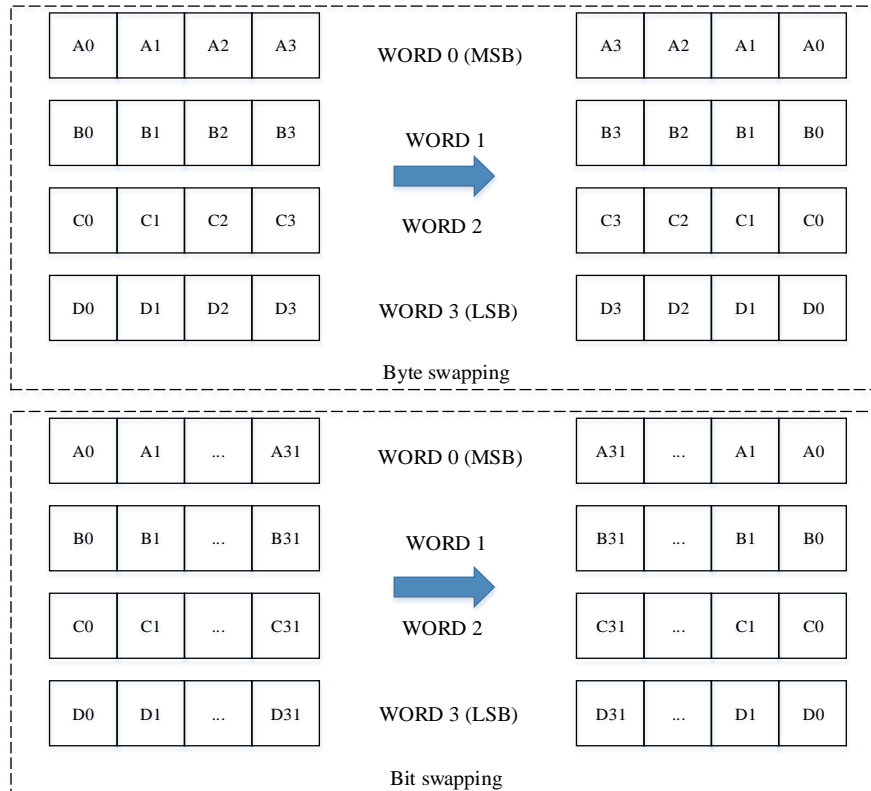 A0 A1 A2 A3 WORD 0 (MSB) A3 A2 A1 A0
B0 B1 B2 B3 WORD 1 B3 B2 B1 B0
C0 C1 C2 C3 WORD 2 C3 C2 C1 C0
D0 D1 D2 D3 WORD 3 (LSB) D3 D2 D1 D0
Byte swapping
A0 A1 ... A31 WORD 0 (MSB) A31 ... A1 A0
B0 B1 ... B31 WORD 1 B31 ... B1 B0
C0 C1 ... C31 WORD 2 C31 ... C1 C0
D0 D1 ... D31 WORD 3 (LSB) D31 ... D1 D0
Bit swapping